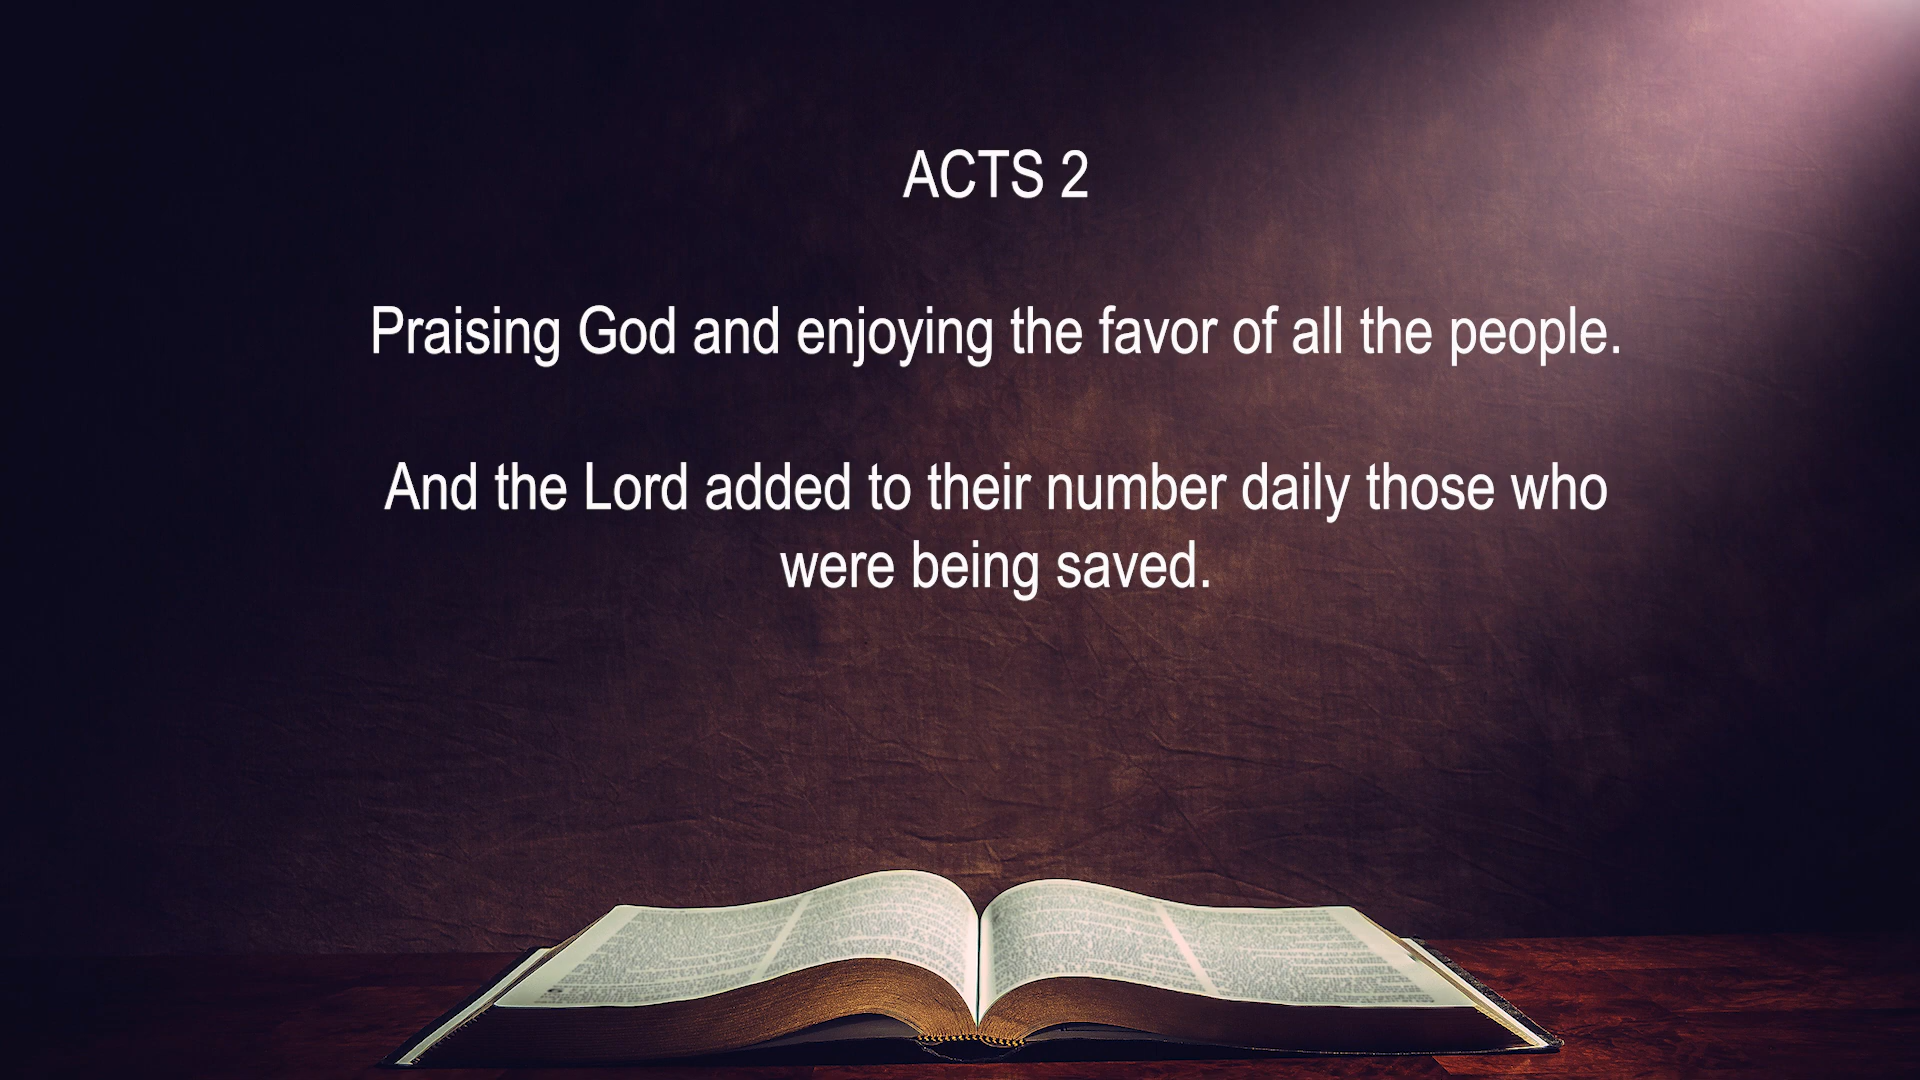 ACTS 2
Praising God and enjoying the favor of all the people.
And the Lord added to their number daily those who
were being saved.